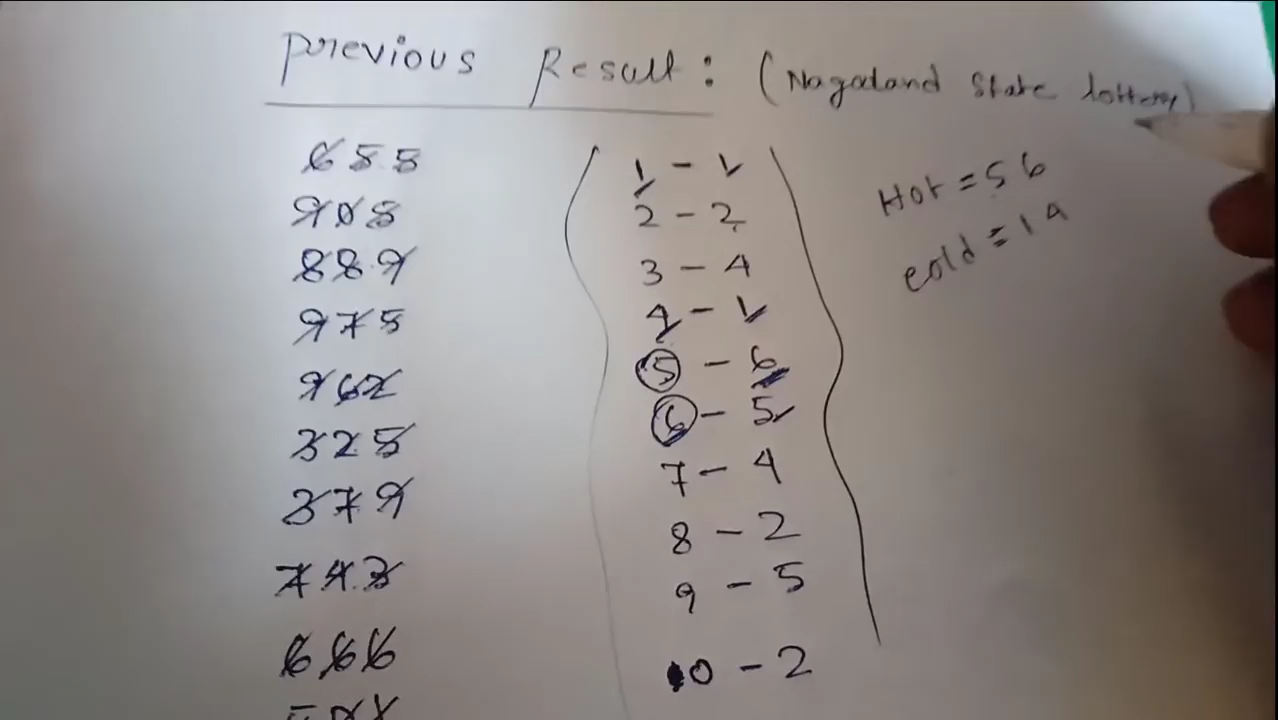 Previous Result: (Nagaland State lottery)
655
905
889
975
962
325
379
743
666
1 - 1
2 - 2
3 - 4
4 - 1
5 - 6
6 - 5
7 - 4
8 - 2
9 - 5
0 - 2
Hot = 5 6
cold = 1 4